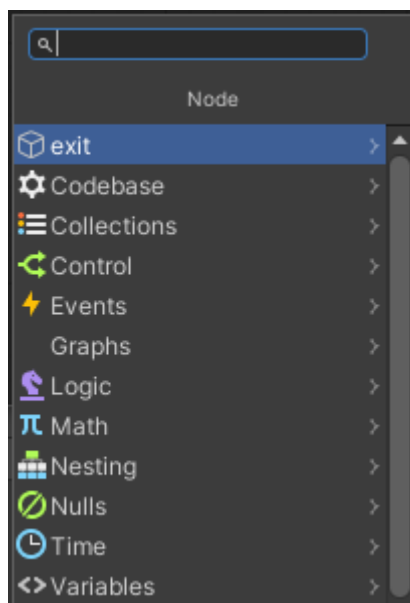 Node
exit
Codebase
Collections
Control
Events
Graphs
Logic
Math
Nesting
Nulls
Time
Variables